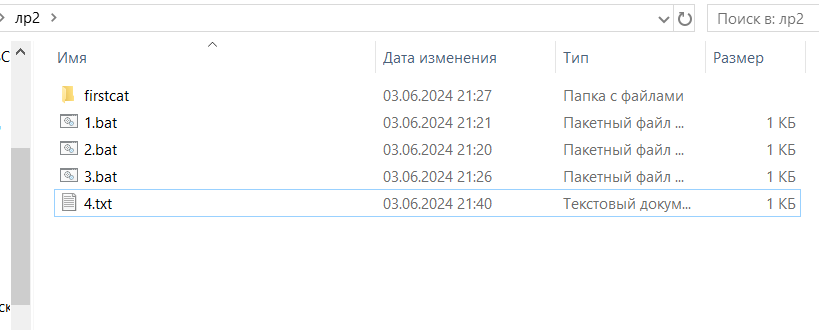 лр2
Поиск в: лр2
Имя Дата изменения Тип Размер
firstcat 03.06.2024 21:27 Папка с файлами
1.bat 03.06.2024 21:21 Пакетный файл ... 1 КБ
2.bat 03.06.2024 21:20 Пакетный файл ... 1 КБ
3.bat 03.06.2024 21:26 Пакетный файл ... 1 КБ
4.txt 03.06.2024 21:40 Текстовый докум... 1 КБ